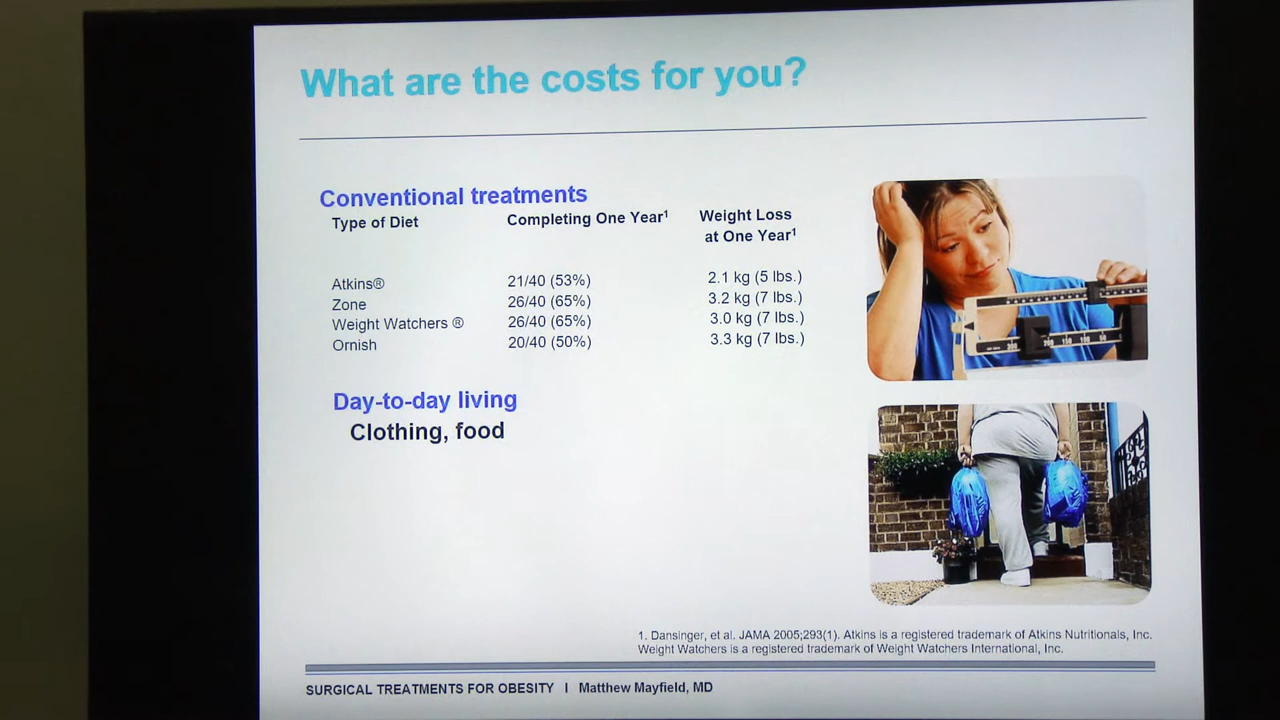 What are the costs for you?
Conventional treatments
Type of Diet Completing One Year¹ Weight Loss at One Year¹
Atkins® 21/40 (53%) 2.1 kg (5 lbs.)
Zone 26/40 (65%) 3.2 kg (7 lbs.)
Weight Watchers ® 26/40 (65%) 3.0 kg (7 lbs.)
Ornish 20/40 (50%) 3.3 kg (7 lbs.)
Day-to-day living
Clothing, food
1. Dansinger, et al. JAMA 2005;293(1). Atkins is a registered trademark of Atkins Nutritionals, Inc.
Weight Watchers is a registered trademark of Weight Watchers International, Inc.
SURGICAL TREATMENTS FOR OBESITY I Matthew Mayfield, MD